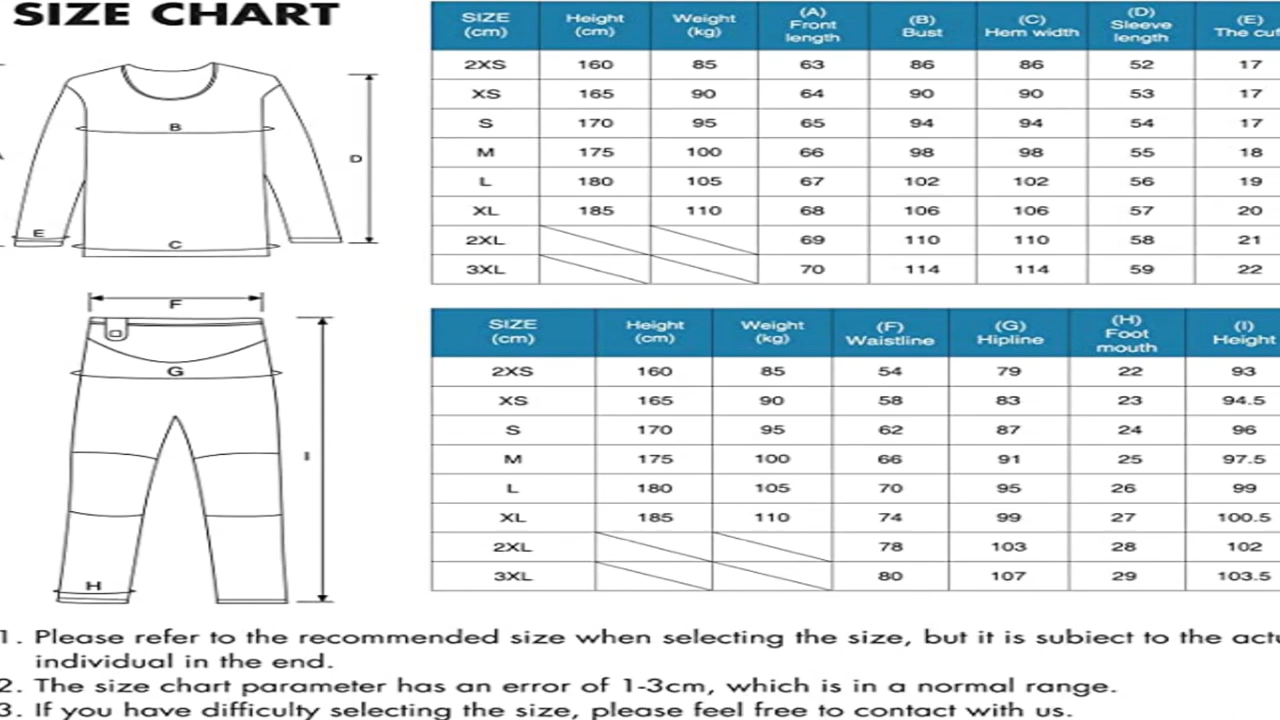 SIZE CHART
B
D
E
C
F
G
I
H
SIZE (cm) Height (cm) Weight (kg) (A) Front length (B) Bust (C) Hem width (D) Sleeve length (E) The cuf
2XS 160 85 63 86 86 52 17
XS 165 90 64 90 90 53 17
S 170 95 65 94 94 54 17
M 175 100 66 98 98 55 18
L 180 105 67 102 102 56 19
XL 185 110 68 106 106 57 20
2XL 69 110 110 58 21
3XL 70 114 114 59 22
SIZE (cm) Height (cm) Weight (kg) (F) Waistline (G) Hipline (H) Foot mouth (I) Height
2XS 160 85 54 79 22 93
XS 165 90 58 83 23 94.5
S 170 95 62 87 24 96
M 175 100 66 91 25 97.5
L 180 105 70 95 26 99
XL 185 110 74 99 27 100.5
2XL 78 103 28 102
3XL 80 107 29 103.5
1. Please refer to the recommended size when selecting the size, but it is subiect to the actu
individual in the end.
2. The size chart parameter has an error of 1-3cm, which is in a normal range.
3. If you have difficulty selecting the size, please feel free to contact with us.